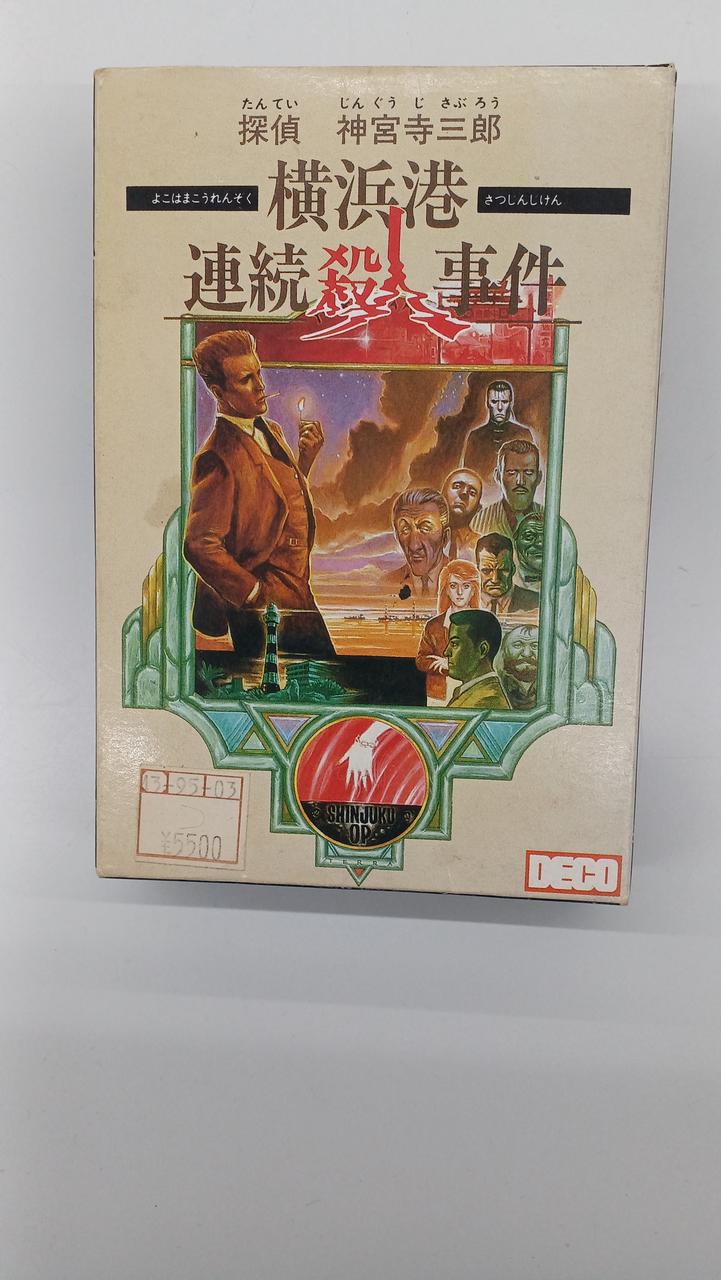 たんてい じんぐうじ さぶろう
探偵 神宮寺三郎
よこはまこうれんぞく 横浜港 さつじんじけん
連続殺人事件
13-95-03
¥5500
SHINJUKU
OP.
TERRA
DECO